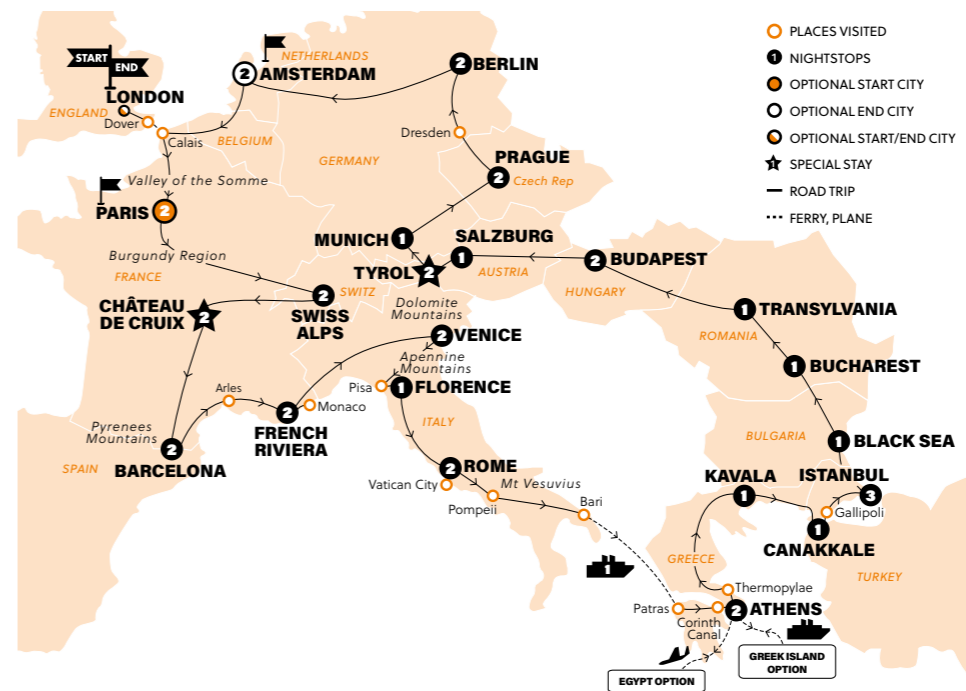 START
END
LONDON
ENGLAND
Dover
Calais
BELGIUM
NETHERLANDS
2
AMSTERDAM
2
BERLIN
Dresden
GERMANY
PRAGUE
2
Czech Rep
Valley of the Somme
PARIS
2
Burgundy Region
FRANCE
MUNICH
1
SALZBURG
1
TYROL
2
AUSTRIA
2
BUDAPEST
HUNGARY
CHÂTEAU
DE CRUIX
2
2
SWITZ
SWISS
ALPS
Dolomite
Mountains
2
VENICE
Apennine
Mountains
Pisa
1
FLORENCE
Arles
Monaco
2
FRENCH
RIVIERA
ITALY
Pyrenees
Mountains
2
BARCELONA
SPAIN
2
ROME
Vatican City
Mt Vesuvius
Pompeii
Bari
1
1
TRANSYLVANIA
ROMANIA
1
BUCHAREST
BULGARIA
1
BLACK SEA
KAVALA
1
ISTANBUL
3
Gallipoli
1
CANAKKALE
GREECE
TURKEY
Thermopylae
Patras
Corinth
Canal
2
ATHENS
GREEK ISLAND
OPTION
EGYPT OPTION
PLACES VISITED
1
NIGHTSTOPS
OPTIONAL START CITY
OPTIONAL END CITY
OPTIONAL START/END CITY
1
SPECIAL STAY
ROAD TRIP
FERRY, PLANE